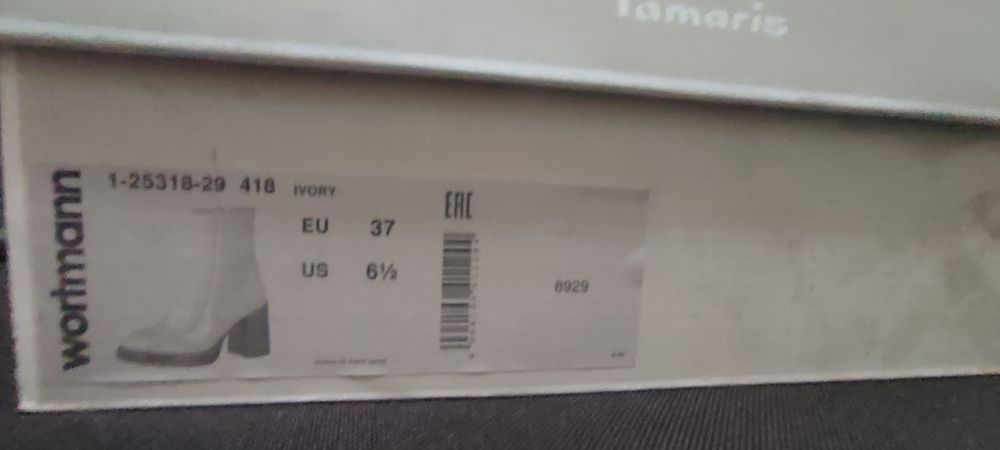 Tamaris
wortmann
1-25318-29 418 IVORY
EU 37
US 6½
EAC
8929